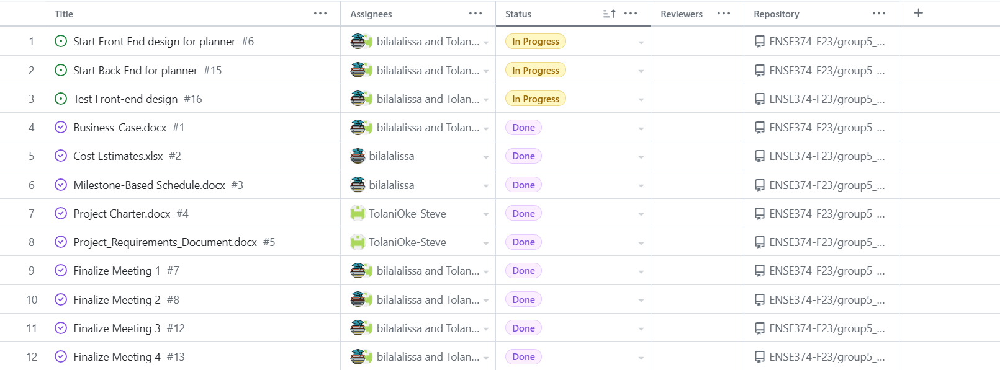 Title ... Assignees ... Status ... Reviewers ... Repository ... +
1 Start Front End design for planner #6 bilalalissa and Tolan... In Progress ENSE374-F23/group5_...
2 Start Back End for planner #15 bilalalissa and Tolan... In Progress ENSE374-F23/group5_...
3 Test Front-end design #16 bilalalissa and Tolan... In Progress ENSE374-F23/group5_...
4 Business_Case.docx #1 bilalalissa and Tolan... Done ENSE374-F23/group5_...
5 Cost Estimates.xlsx #2 bilalalissa Done ENSE374-F23/group5_...
6 Milestone-Based Schedule.docx #3 bilalalissa Done ENSE374-F23/group5_...
7 Project Charter.docx #4 TolaniOke-Steve Done ENSE374-F23/group5_...
8 Project_Requirements_Document.docx #5 TolaniOke-Steve Done ENSE374-F23/group5_...
9 Finalize Meeting 1 #7 bilalalissa and Tolan... Done ENSE374-F23/group5_...
10 Finalize Meeting 2 #8 bilalalissa and Tolan... Done ENSE374-F23/group5_...
11 Finalize Meeting 3 #12 bilalalissa and Tolan... Done ENSE374-F23/group5_...
12 Finalize Meeting 4 #13 bilalalissa and Tolan... Done ENSE374-F23/group5_...